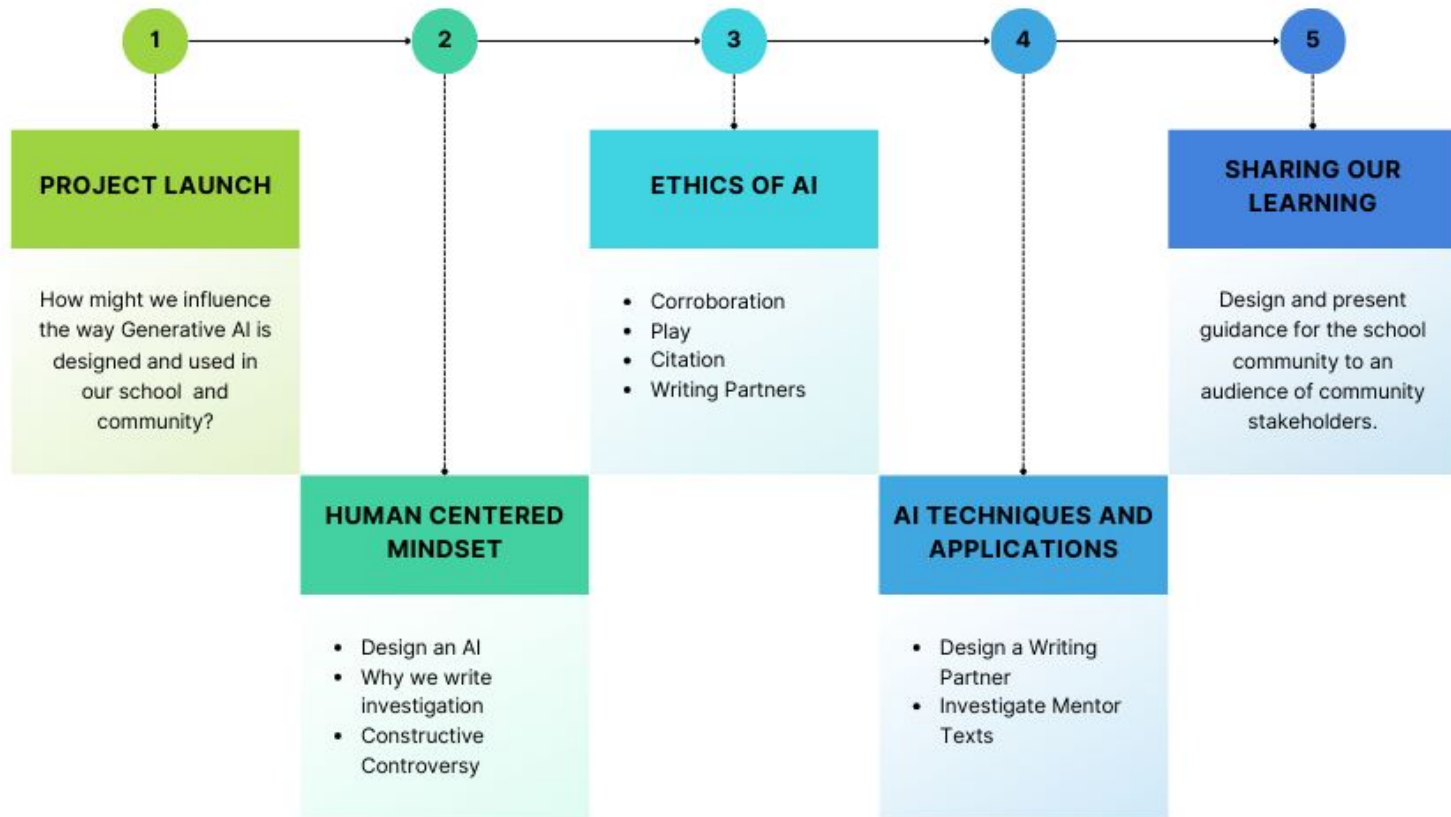 1
2
3
4
5
PROJECT LAUNCH
How might we influence
the way Generative AI is
designed and used in
our school and
community?
HUMAN CENTERED
MINDSET
• Design an AI
• Why we write
investigation
• Constructive
Controversy
ETHICS OF AI
• Corroboration
• Play
• Citation
• Writing Partners
AI TECHNIQUES AND
APPLICATIONS
• Design a Writing
Partner
• Investigate Mentor
Texts
SHARING OUR
LEARNING
Design and present
guidance for the school
community to an
audience of community
stakeholders.